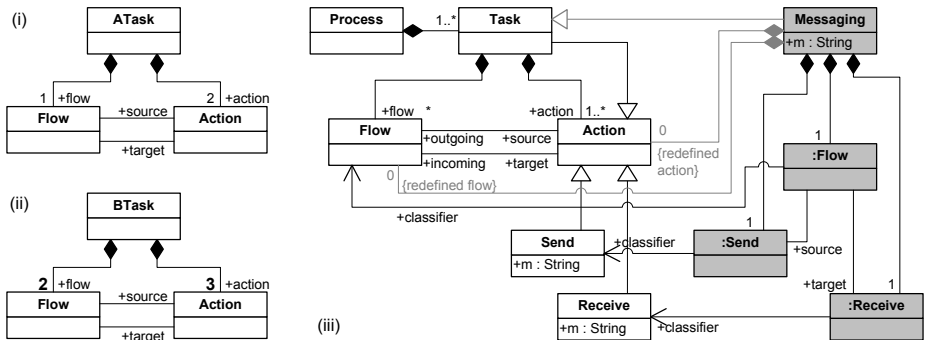 (i)
ATask
1
+flow
2
+action
Flow
+source
Action
+target
(ii)
BTask
2
+flow
3
+action
Flow
+source
Action
+target
Process
1..*
Task
Messaging
+m : String
+flow
*
+action
1..*
Flow
+outgoing
+source
Action
+incoming
+target
0
{redefined flow}
0
{redefined
action}
1
:Flow
+classifier
Send
+m : String
+classifier
1
:Send
+source
+target
1
Receive
+m : String
+classifier
:Receive
(iii)